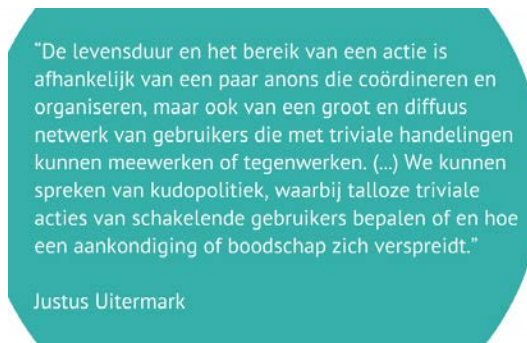 “De levensduur en het bereik van een actie is
afhankelijk van een paar anons die coördineren en
organiseren, maar ook van een groot en diffuus
netwerk van gebruikers die met triviale handelingen
kunnen meewerken of tegenwerken. (...) We kunnen
spreken van kudopolitiek, waarbij talloze triviale
acties van schakelende gebruikers bepalen of en hoe
een aankondiging of boodschap zich verspreidt.”
Justus Uitermark